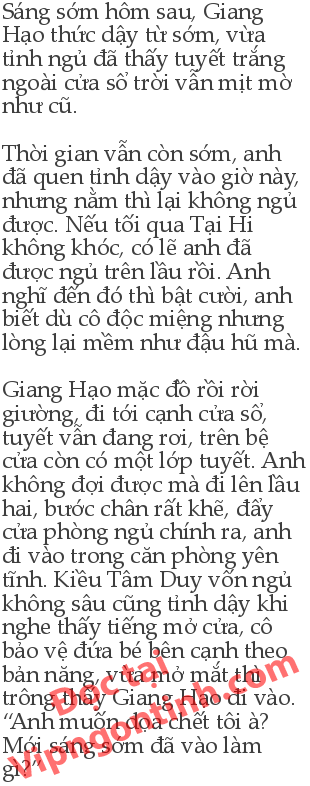 Sáng sớm hôm sau, Giang
Hạo thức dậy từ sớm, vừa
tỉnh ngủ đã thấy tuyết trắng
ngoài cửa sổ trời vẫn mịt mờ
như cũ.
Thời gian vẫn còn sớm, anh
đã quen tỉnh dậy vào giờ này,
nhưng nằm thì lại không ngủ
được. Nếu tối qua Tại Hi
không khóc, có lẽ anh đã
được ngủ trên lầu rồi. Anh
nghĩ đến đó thì bật cười, anh
biết dù cô độc miệng nhưng
lòng lại mềm như đậu hũ mà.
Giang Hạo mặc đồ rồi rời
giường, đi tới cạnh cửa sổ,
tuyết vẫn đang rơi, trên bệ
cửa còn có một lớp tuyết. Anh
không đợi được mà đi lên lầu
hai, bước chân rất khẽ, đẩy
cửa phòng ngủ chính ra, anh
đi vào trong căn phòng yên
tĩnh. Kiều Tâm Duy vốn ngủ
không sâu cũng tỉnh dậy khi
nghe thấy tiếng mở cửa, cô
bảo vệ đứa bé bên cạnh theo
bản năng, vừa mở mắt thì
trông thấy Giang Hạo đi vào.
“Anh muốn dọa chết tôi à?
Mới sáng sớm đã vào làm
gì?”
Đọc tại
Vipngontinh.com